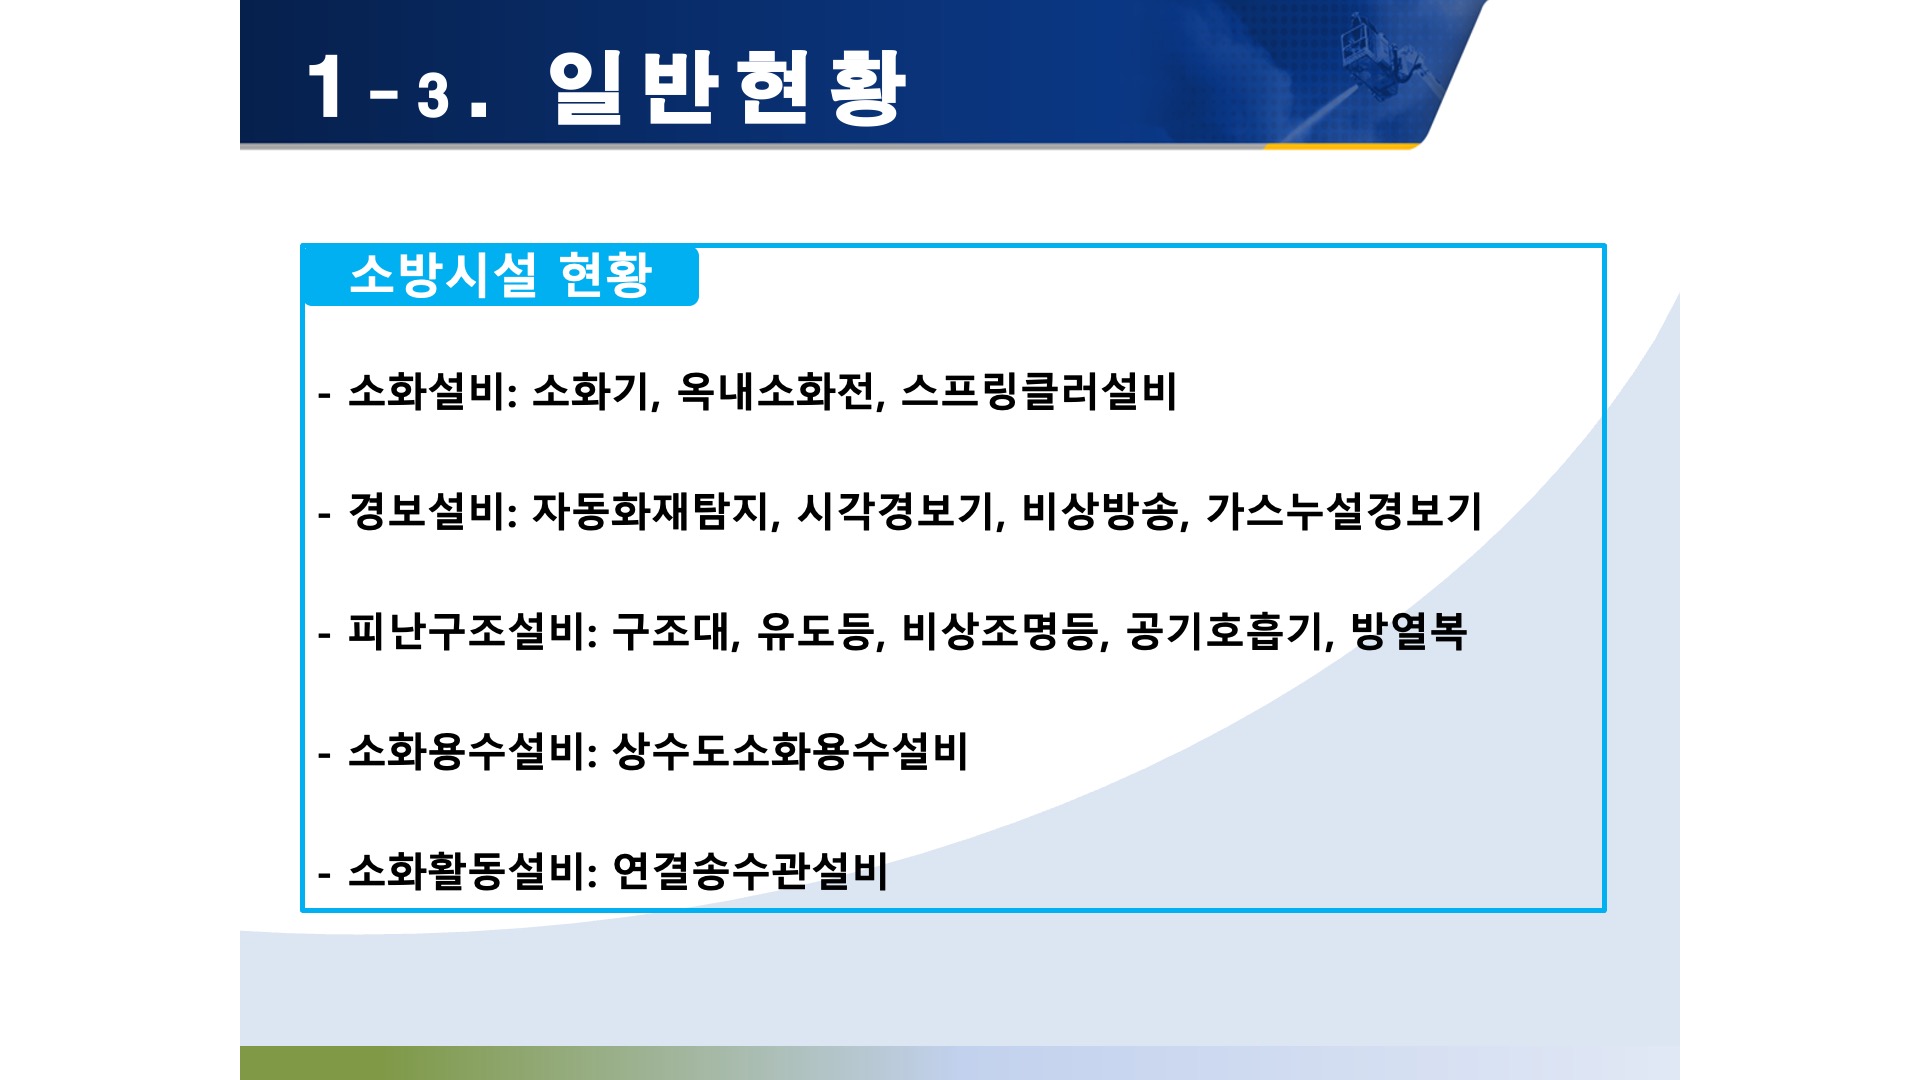 1-3. 일반현황
소방시설 현황
- 소화설비: 소화기, 옥내소화전, 스프링클러설비
- 경보설비: 자동화재탐지, 시각경보기, 비상방송, 가스누설경보기
- 피난구조설비: 구조대, 유도등, 비상조명등, 공기호흡기, 방열복
- 소화용수설비: 상수도소화용수설비
- 소화활동설비: 연결송수관설비